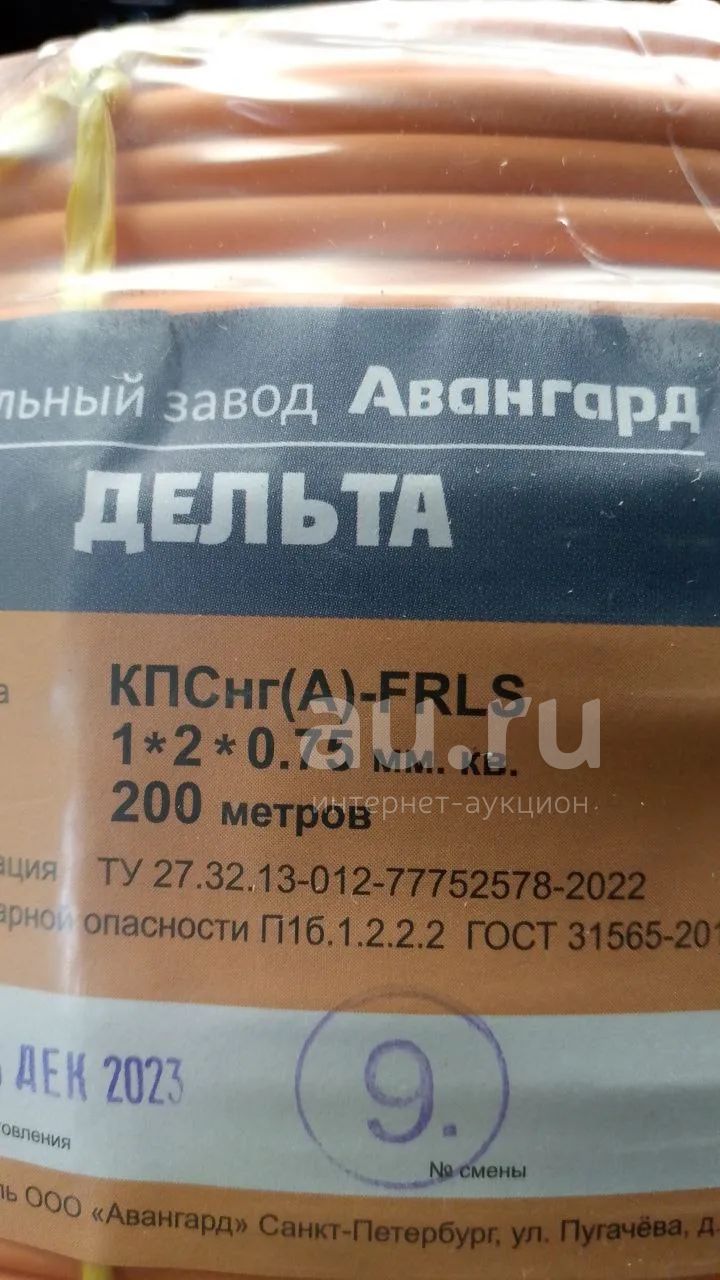 льный завод Авангард
ДЕЛЬТА
а КПСнг(А)-FRLS
1*2*0.75 мм. кв.
200 метров
ация ТУ 27.32.13-012-77752578-2022
арной опасности П1б.1.2.2.2 ГОСТ 31565-201
ДЕК 2023
9.
овления
№ смены
ль ООО «Авангард» Санкт-Петербург, ул. Пугачёва, д.
au.ru
интернет-аукцион